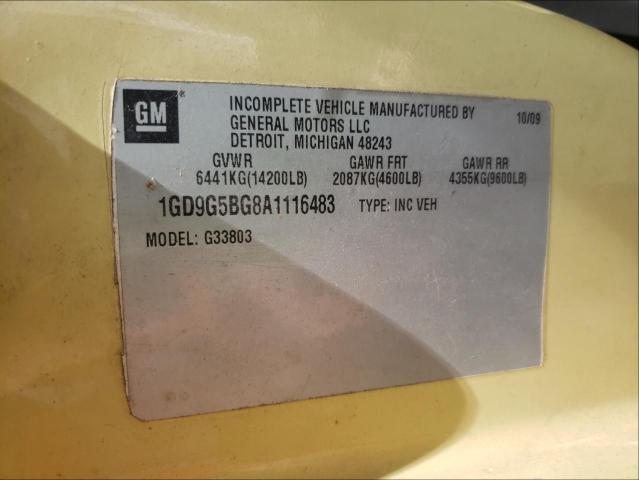 GM
INCOMPLETE VEHICLE MANUFACTURED BY 10/09
GENERAL MOTORS LLC
DETROIT, MICHIGAN 48243
GVWR GAWR FRT GAWR RR
6441KG(14200LB) 2087KG(4600LB) 4355KG(9600LB)
1GD9G5BG8A1116483 TYPE: INC VEH
MODEL: G33803